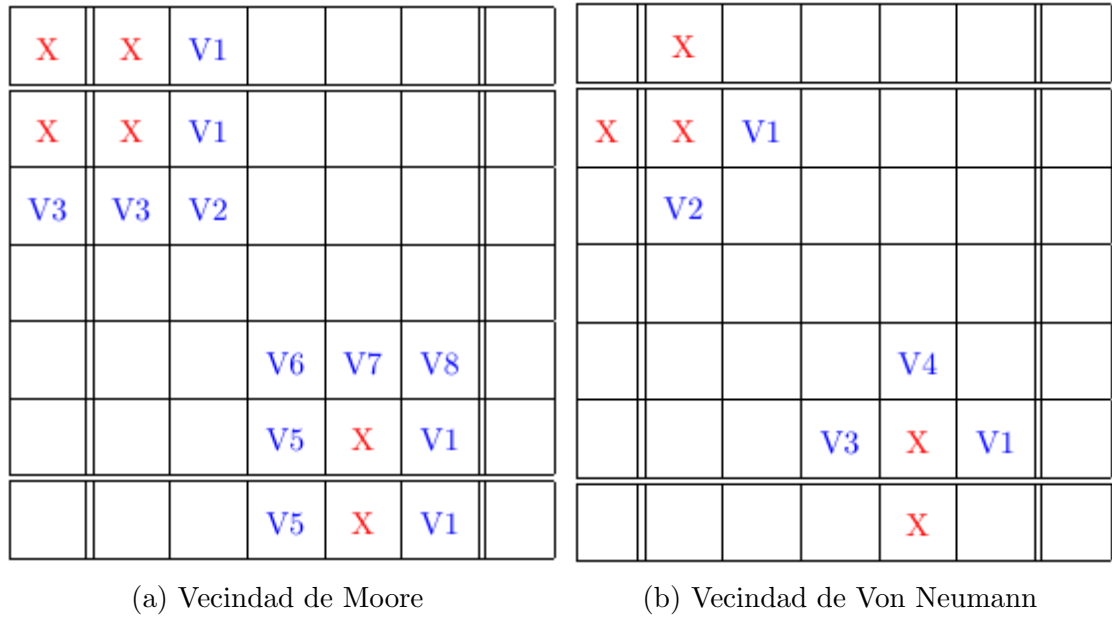 X X V1
X X V1
V3 V3 V2
V6 V7 V8
V5 X V1
V5 X V1
(a) Vecindad de Moore
X
X X V1
V2
V4
V3 X V1
X
(b) Vecindad de Von Neumann